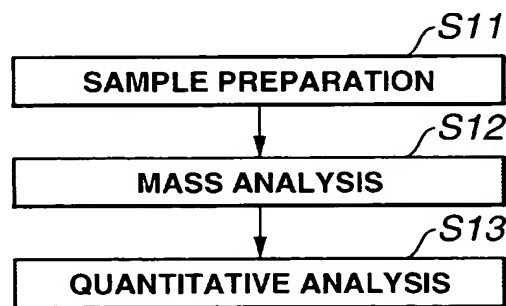 S11
SAMPLE PREPARATION
S12
MASS ANALYSIS
S13
QUANTITATIVE ANALYSIS